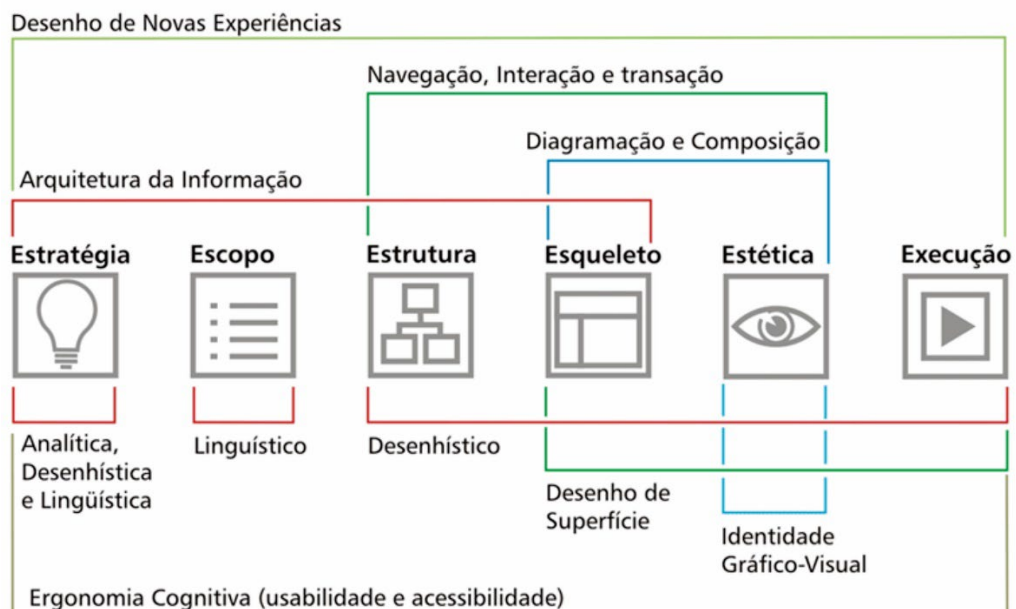 Desenho de Novas Experiências
Navegação, Interação e transação
Diagramação e Composição
Arquitetura da Informação
Estratégia
Escopo
Estrutura
Esqueleto
Estética
Execução
Analítica,
Desenhística
e Lingüística
Linguístico
Desenhístico
Desenho de
Superfície
Identidade
Gráfico-Visual
Ergonomia Cognitiva (usabilidade e acessibilidade)